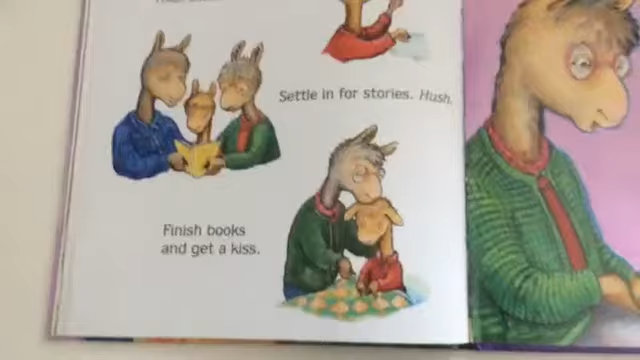 Settle in for stories. Hush.
Finish books
and get a kiss.